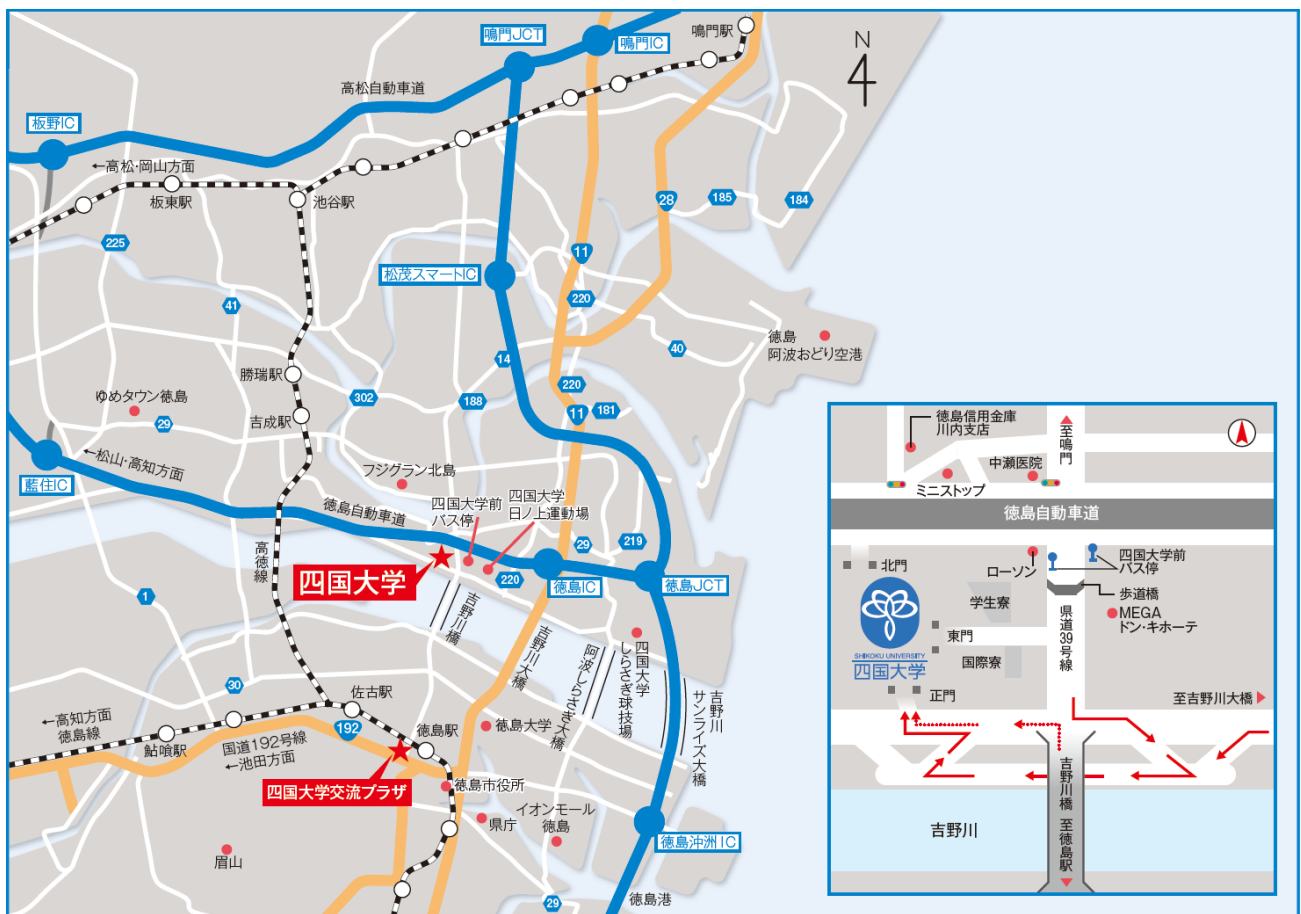 鳴門JCT
鳴門IC
鳴門駅
N
高松自動車道
板野IC
←高松・岡山方面
板東駅
池谷駅
225
28
185
184
11
松茂スマートIC
220
41
徳島
阿波おどり空港
14
40
勝瑞駅
ゆめタウン徳島
302
188
220
181
11
吉成駅
29
←松山・高知方面
藍住IC
フジグラン北島
四国大学前
バス停
四国大学
日ノ上運動場
徳島自動車道
29
219
高徳線
四国大学
220
徳島IC
徳島JCT
1
吉野川橋
吉野川大橋
阿波しらさぎ大橋
四国大学
しらさぎ球技場
吉野川
サンライズ大橋
30
佐古駅
←高知方面
徳島線
鮎喰駅
192
国道192号線
←池田方面
徳島駅
徳島大学
四国大学交流プラザ
徳島市役所
県庁
イオンモール
徳島
徳島沖洲IC
眉山
29
徳島港
徳島信用金庫
川内支店
至鳴門
中瀬医院
ミニストップ
徳島自動車道
北門
ローソン
四国大学前
バス停
歩道橋
学生寮
MEGA
ドン・キホーテ
県道39号線
東門
SHIKOKU UNIVERSITY
四国大学
国際寮
正門
至吉野川大橋
吉野川
吉野川橋 至徳島駅